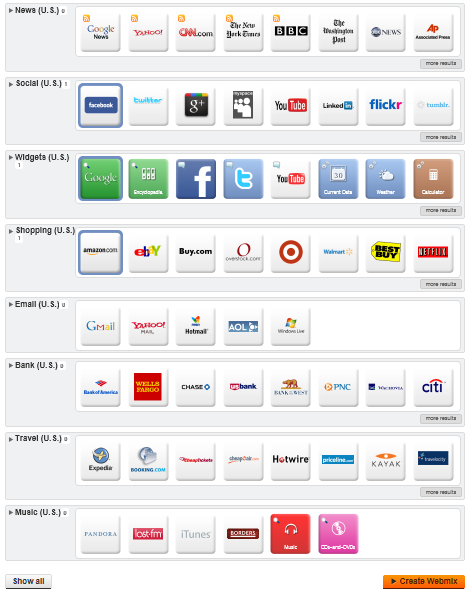 News (U.S.) 0
Google News
YAHOO!
CNN.com
The New York Times
BBC
The Washington Post
abc NEWS
AP Associated Press
more results
Social (U.S.) 1
facebook
twitter
g+
myspace
You Tube
Linked in
flickr
tumblr.
more results
Widgets (U.S.) 1
Google
Encyclopedia
f
t
You Tube
30
Current Date
Weather
Calculator
more results
Shopping (U.S.) 1
amazon.com
ebY
Buy.com
O
overstock.com
Walmart
BEST BUY
NETFLIX
more results
Email (U.S.) 0
Gmail
YAHOO! MAIL
Hotmail
AOL
Windows Live
Bank (U.S.) 0
Bank of America
WELLS FARGO
CHASE
usbank
BANK OF THE WEST
PNC
WACHOVIA
citi
more results
Travel (U.S.) 0
Expedia
BOOKING.COM
cheaptickets
cheapOair.com
Hotwire
priceline.com
KAYAK
travelocity
more results
Music (U.S.) 0
PANDORA
last.fm
iTunes
BORDERS
Music
CDs-and-DVDs
Show all
Create Webmix